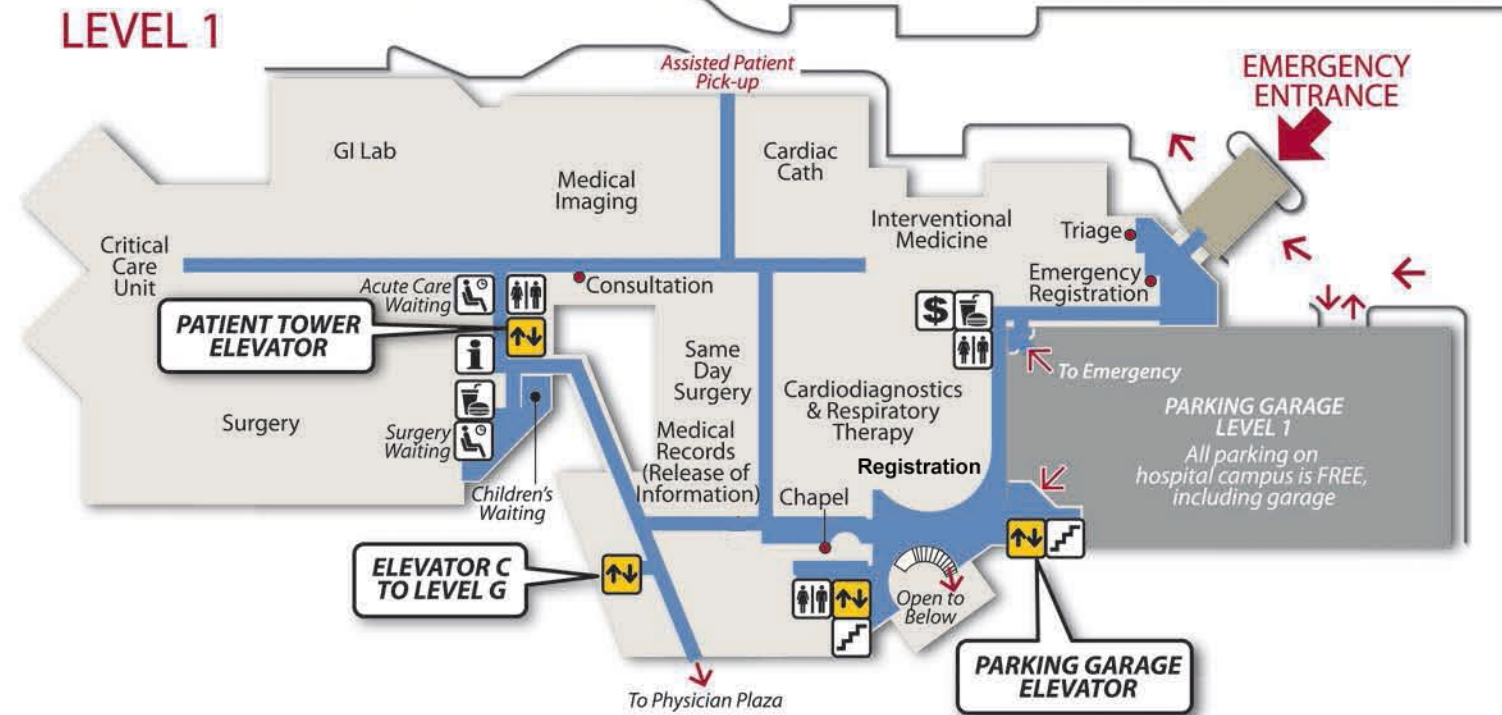 LEVEL 1
Assisted Patient
Pick-up
EMERGENCY
ENTRANCE
GI Lab
Medical
Imaging
Cardiac
Cath
Interventional
Medicine
Triage
Emergency
Registration
Critical
Care
Unit
Acute Care
Waiting
Consultation
PATIENT TOWER
ELEVATOR
$
i
Surgery
Surgery
Waiting
Children's
Waiting
Same
Day
Surgery
Medical
Records
(Release of
Information)
Cardiodiagnostics
& Respiratory
Therapy
Registration
Chapel
To Emergency
PARKING GARAGE
LEVEL 1
All parking on
hospital campus is FREE,
including garage
ELEVATOR C
TO LEVEL G
Open to
Below
PARKING GARAGE
ELEVATOR
To Physician Plaza